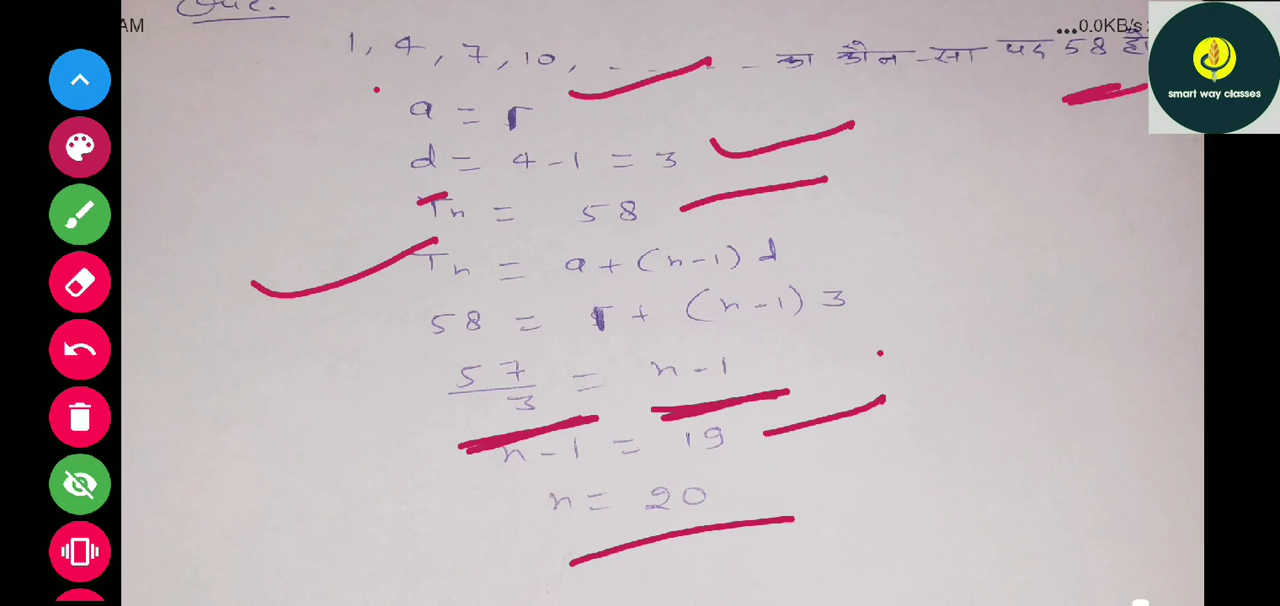 Que.
AM
...0.0KB/s
1, 4, 7, 10, - - - - का कौन-सा पद 58 है
smart way classes
a = 1
d = 4-1 = 3
Tn = 58
Tn = a+(n-1) d
58 = 1+ (n-1) 3
57/3 = n-1
n-1 = 19
n = 20